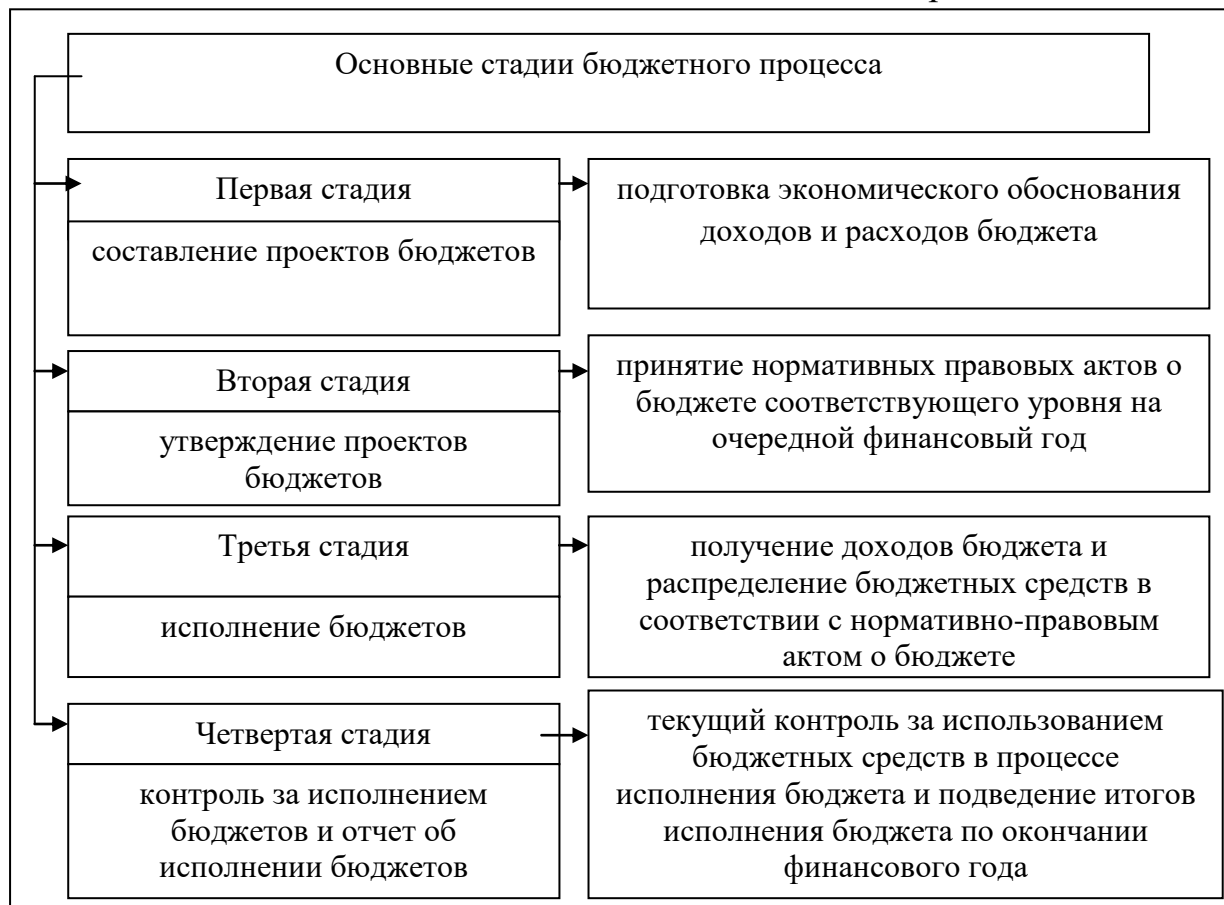 Основные стадии бюджетного процесса
Первая стадия
составление проектов бюджетов
подготовка экономического обоснования
доходов и расходов бюджета
Вторая стадия
утверждение проектов
бюджетов
принятие нормативных правовых актов о
бюджете соответствующего уровня на
очередной финансовый год
Третья стадия
исполнение бюджетов
получение доходов бюджета и
распределение бюджетных средств в
соответствии с нормативно-правовым
актом о бюджете
Четвертая стадия
контроль за исполнением
бюджетов и отчет об
исполнении бюджетов
текущий контроль за использованием
бюджетных средств в процессе
исполнения бюджета и подведение итогов
исполнения бюджета по окончании
финансового года